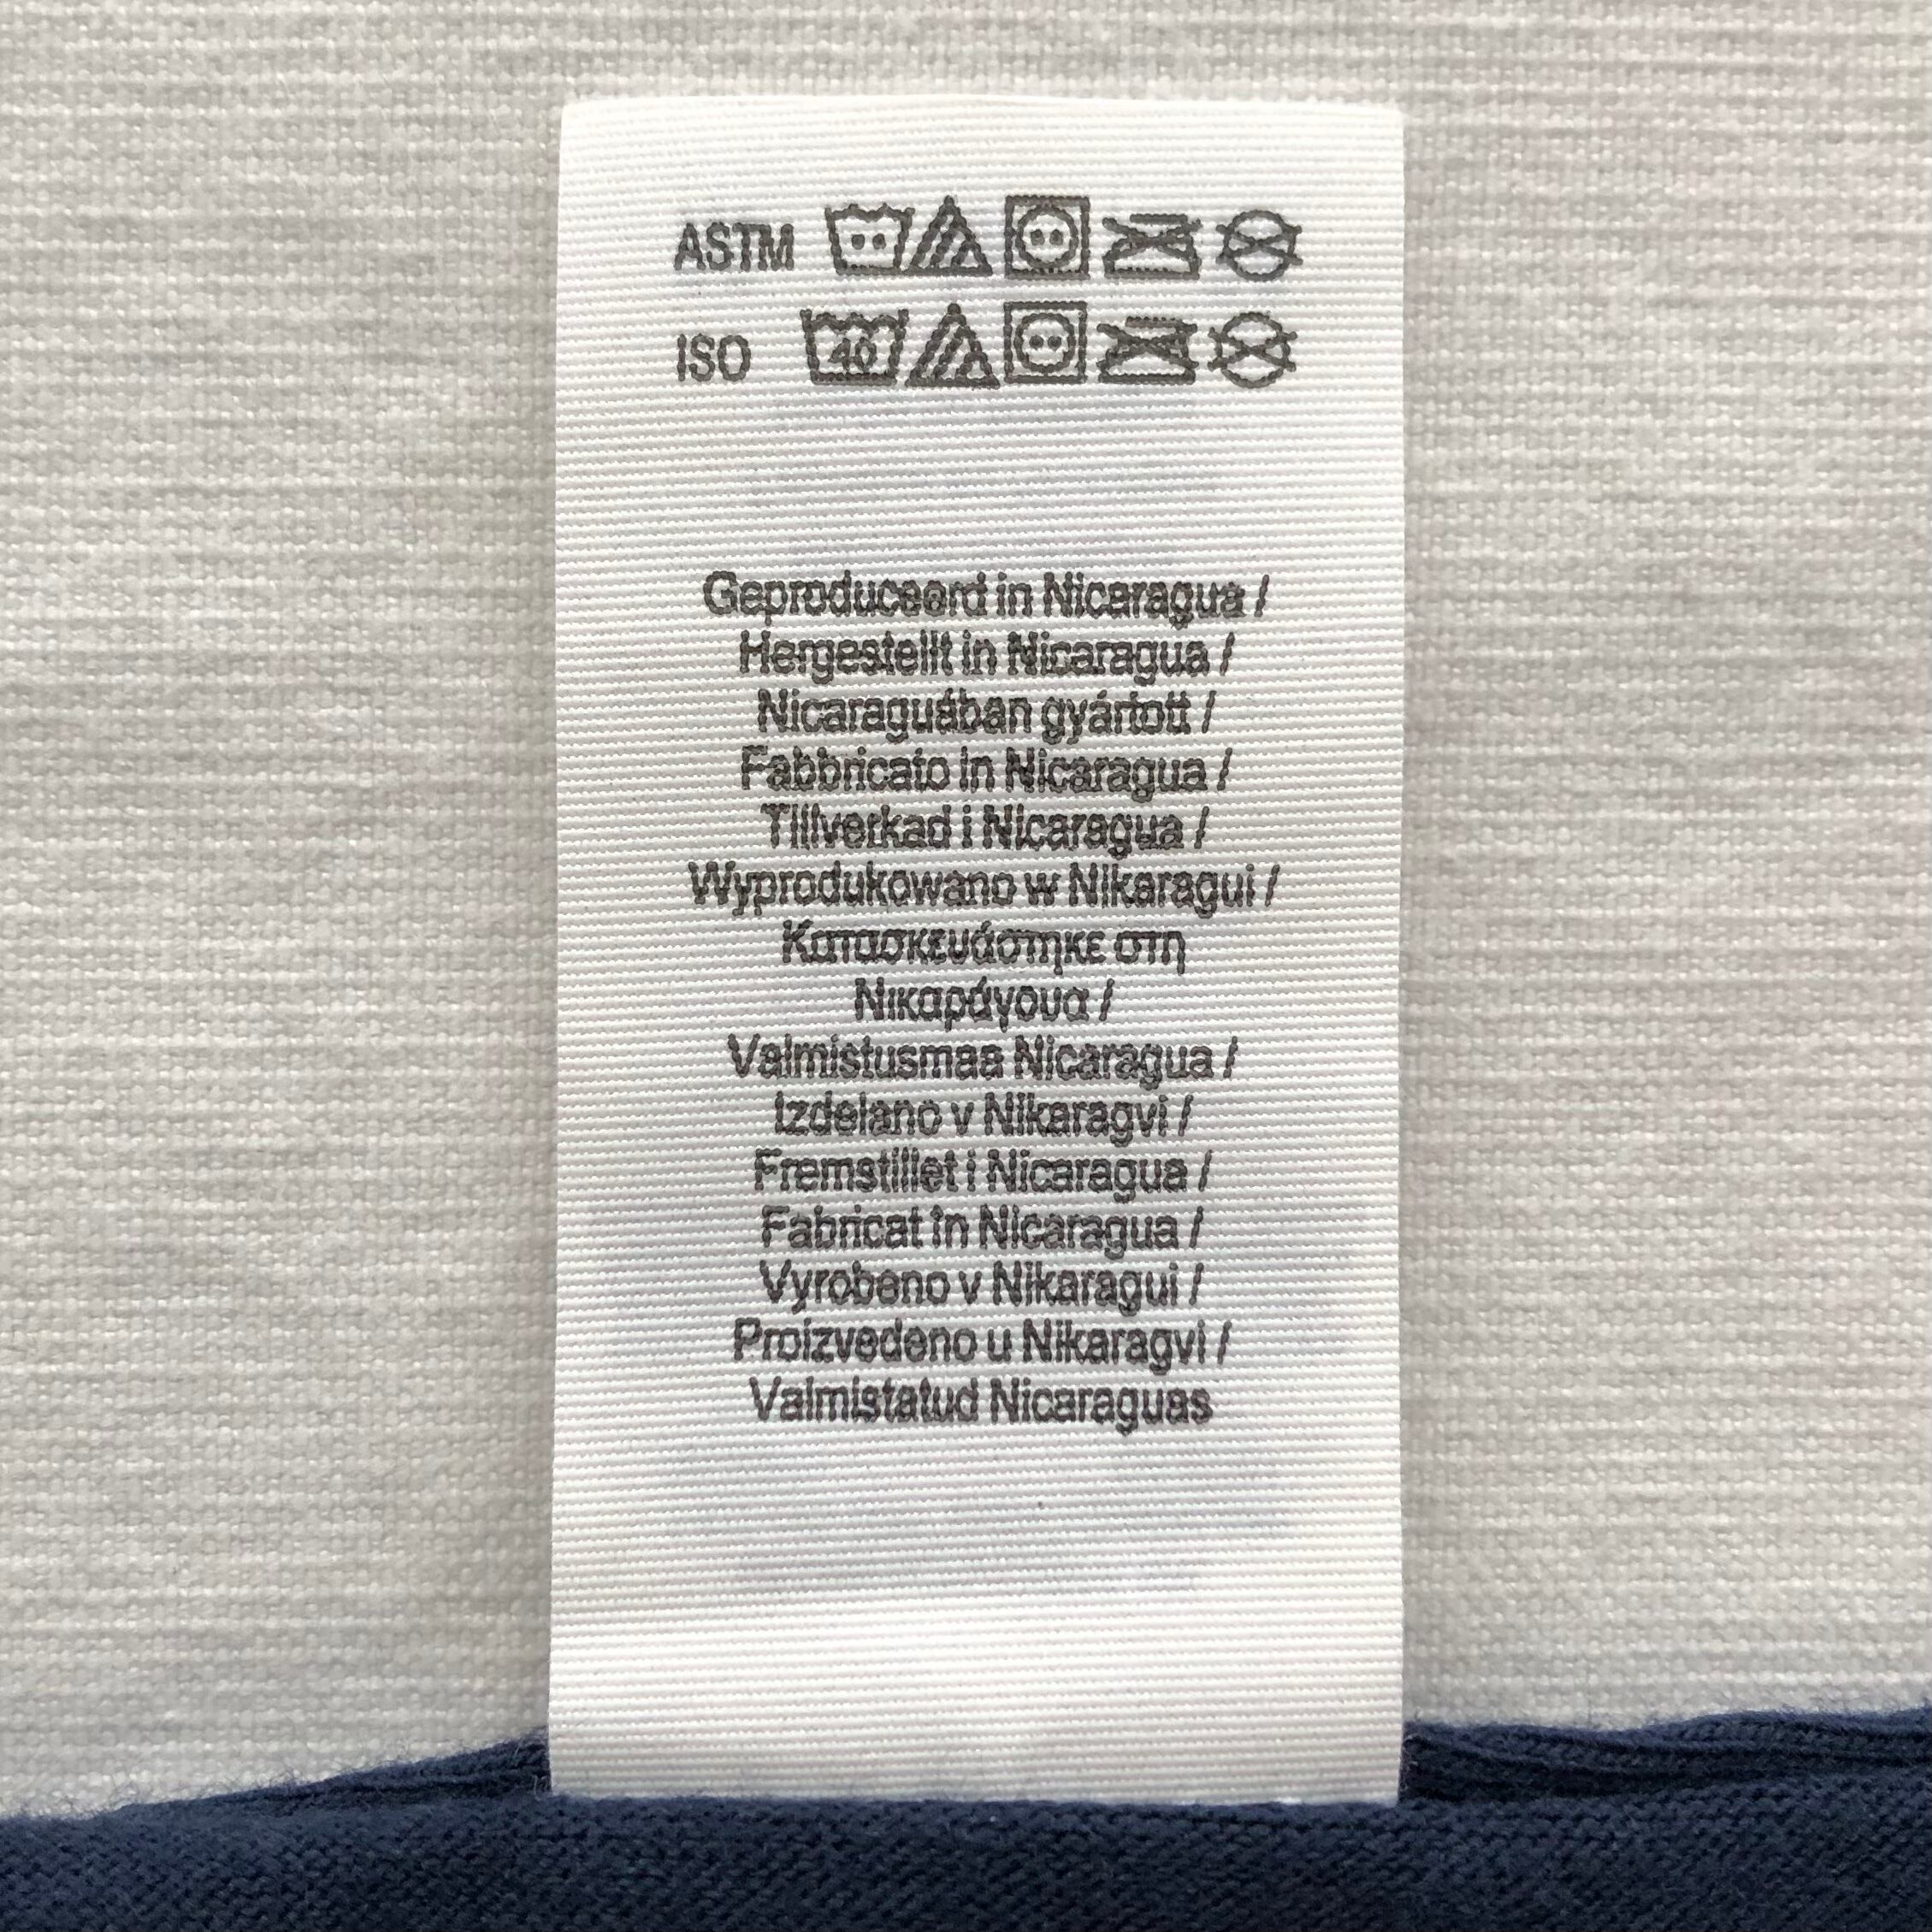 ASTM
ISO 40
Geproduceerd in Nicaragua /
Hergestellt in Nicaragua /
Nicaraguában gyártott /
Fabbricato in Nicaragua /
Tillverkad i Nicaragua /
Wyprodukowano w Nikaragui /
Κατασκευάστηκε στη
Νικαράγουα /
Valmistusmaa Nicaragua /
Izdelano v Nikaragvi /
Fremstillet i Nicaragua /
Fabricat în Nicaragua /
Vyrobeno v Nikaragui /
Proizvedeno u Nikaragvi /
Valmistatud Nicaraguas